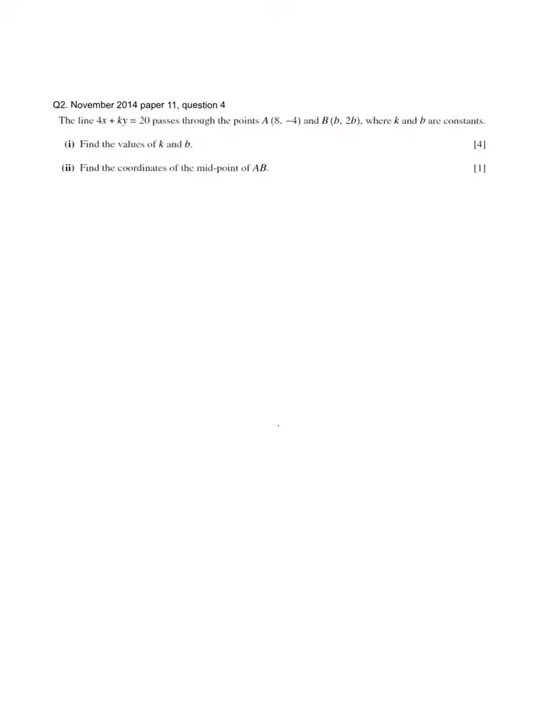 Q2. November 2014 paper 11, question 4
The line 4x + ky = 20 passes through the points A (8, −4) and B (b, 2b), where k and b are constants.
(i) Find the values of k and b. [4]
(ii) Find the coordinates of the mid-point of AB. [1]